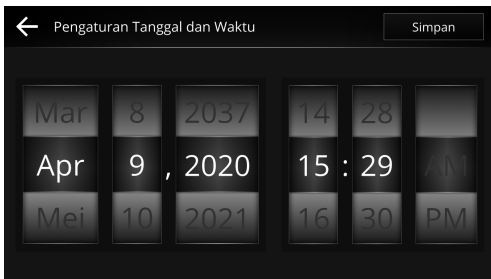 Pengaturan Tanggal dan Waktu
Simpan
Mar 8 2037 14 28
Apr 9 , 2020 15 : 29 AM
Mei 10 2021 16 30 PM